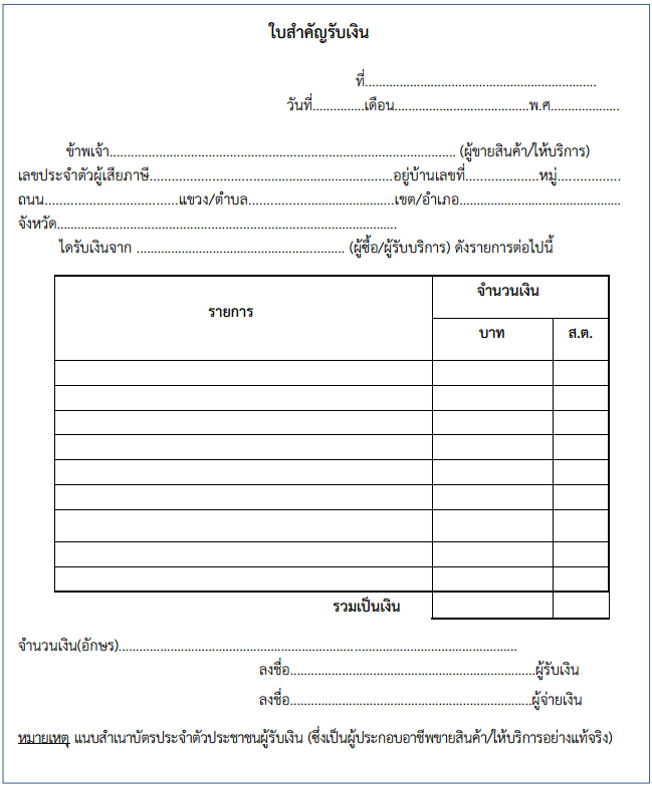 ใบสำคัญรับเงิน
ที่..................................................................
วันที่...............เดือน.......................................พ.ศ....................
ข้าพเจ้า.................................................................................................. (ผู้ขายสินค้า/ให้บริการ)
เลขประจำตัวผู้เสียภาษี......................................................................อยู่บ้านเลขที่.....................หมู่..................
ถนน......................................แขวง/ตำบล..........................................เขต/อำเภอ..............................................
จังหวัด.................................................................................................
ได้รับเงินจาก ............................................................ (ผู้ซื้อ/ผู้รับบริการ) ดังรายการต่อไปนี้
รายการ
จำนวนเงิน
บาท
ส.ต.
รวมเป็นเงิน
จำนวนเงิน(อักษร)..................................................................................................................
ลงชื่อ.......................................................................ผู้รับเงิน
ลงชื่อ......................................................................ผู้จ่ายเงิน
หมายเหตุ แนบสำเนาบัตรประจำตัวประชาชนผู้รับเงิน (ซึ่งเป็นผู้ประกอบอาชีพขายสินค้า/ให้บริการอย่างแท้จริง)